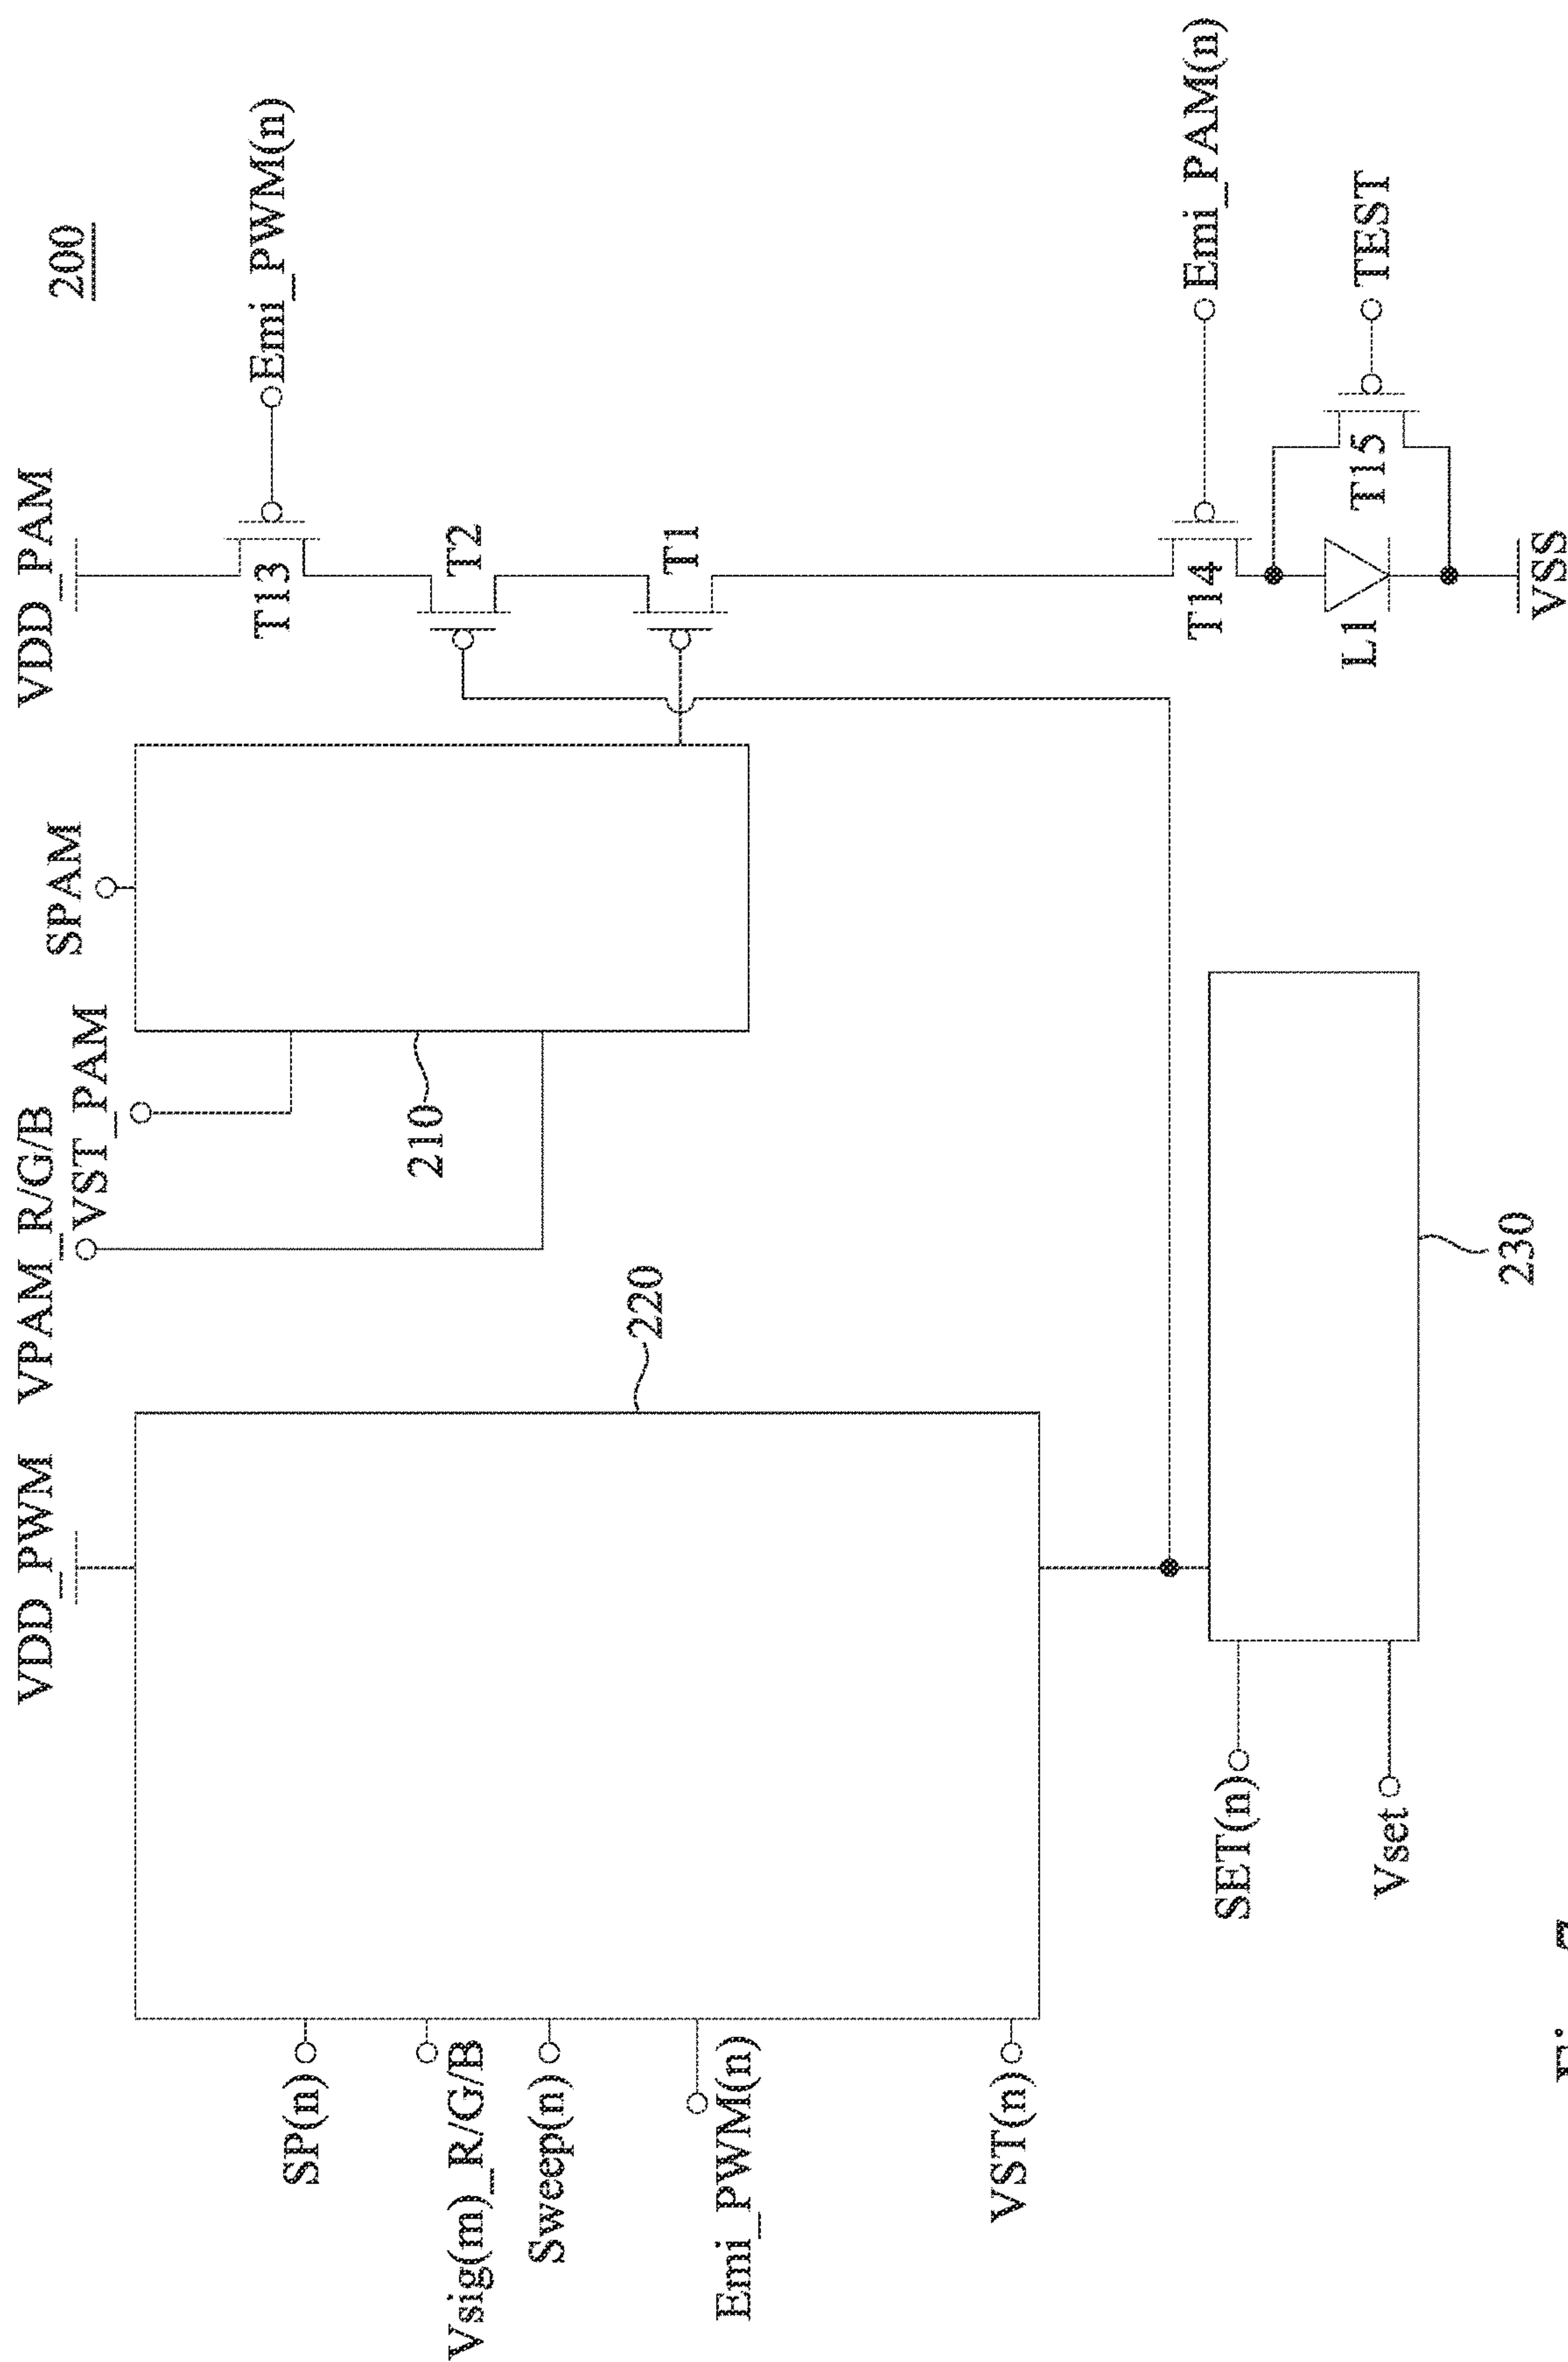 200
VDD_PWM
VPAM_R/G/B
VST_PAM
SPAM
VDD_PAM
Emi_PWM(n)
T13
T2
T1
SP(n)
Vsig(m)_R/G/B
Sweep(n)
Emi_PWM(n)
VST(n)
210
220
SET(n)
Vset
230
T14
Emi_PAM(n)
L1
T15
TEST
VSS